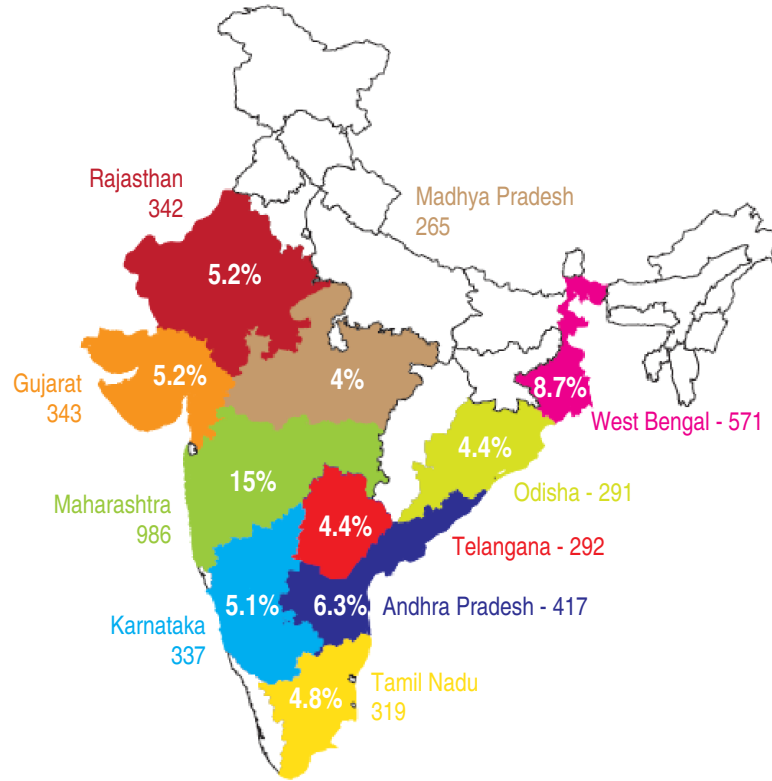 Rajasthan
342
Madhya Pradesh
265
5.2%
Gujarat
343
5.2%
4%
8.7%
West Bengal - 571
4.4%
Odisha - 291
Maharashtra
986
15%
4.4%
Telangana - 292
Karnataka
337
5.1%
6.3%
Andhra Pradesh - 417
4.8%
Tamil Nadu
319